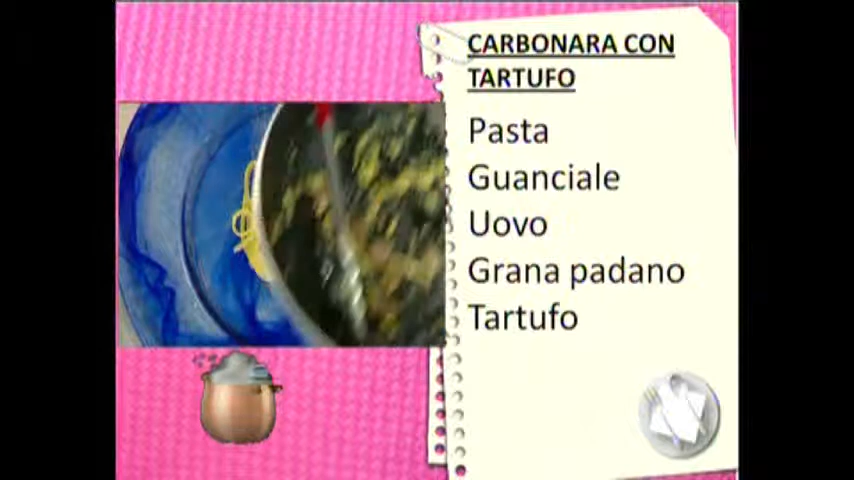 CARBONARA CON
TARTUFO
Pasta
Guanciale
Uovo
Grana padano
Tartufo